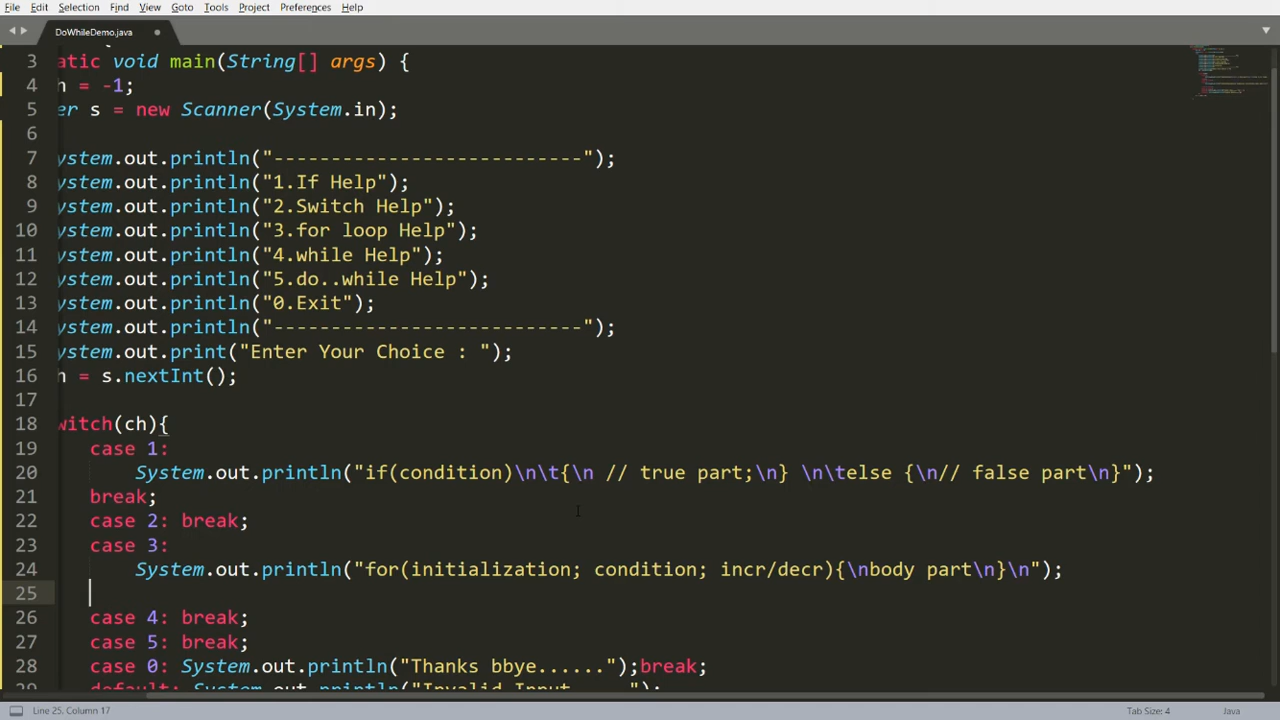 File Edit Selection Find View Goto Tools Project Preferences Help
DoWhileDemo.java
3 atic void main(String[] args) {
4 h = -1;
5 er s = new Scanner(System.in);
6
7 ystem.out.println("---------------------------");
8 ystem.out.println("1.If Help");
9 ystem.out.println("2.Switch Help");
10 ystem.out.println("3.for loop Help");
11 ystem.out.println("4.while Help");
12 ystem.out.println("5.do..while Help");
13 ystem.out.println("0.Exit");
14 ystem.out.println("---------------------------");
15 ystem.out.print("Enter Your Choice : ");
16 h = s.nextInt();
17
18 witch(ch){
19 case 1:
20 System.out.println("if(condition)\n\t{\n // true part;\n} \n\telse {\n// false part\n}");
21 break;
22 case 2: break;
23 case 3:
24 System.out.println("for(initialization; condition; incr/decr){\nbody part\n}\n");
25
26 case 4: break;
27 case 5: break;
28 case 0: System.out.println("Thanks bbye......");break;
29 default: System.out.println("Invalid Input.....");
Line 25, Column 17
Tab Size: 4
Java